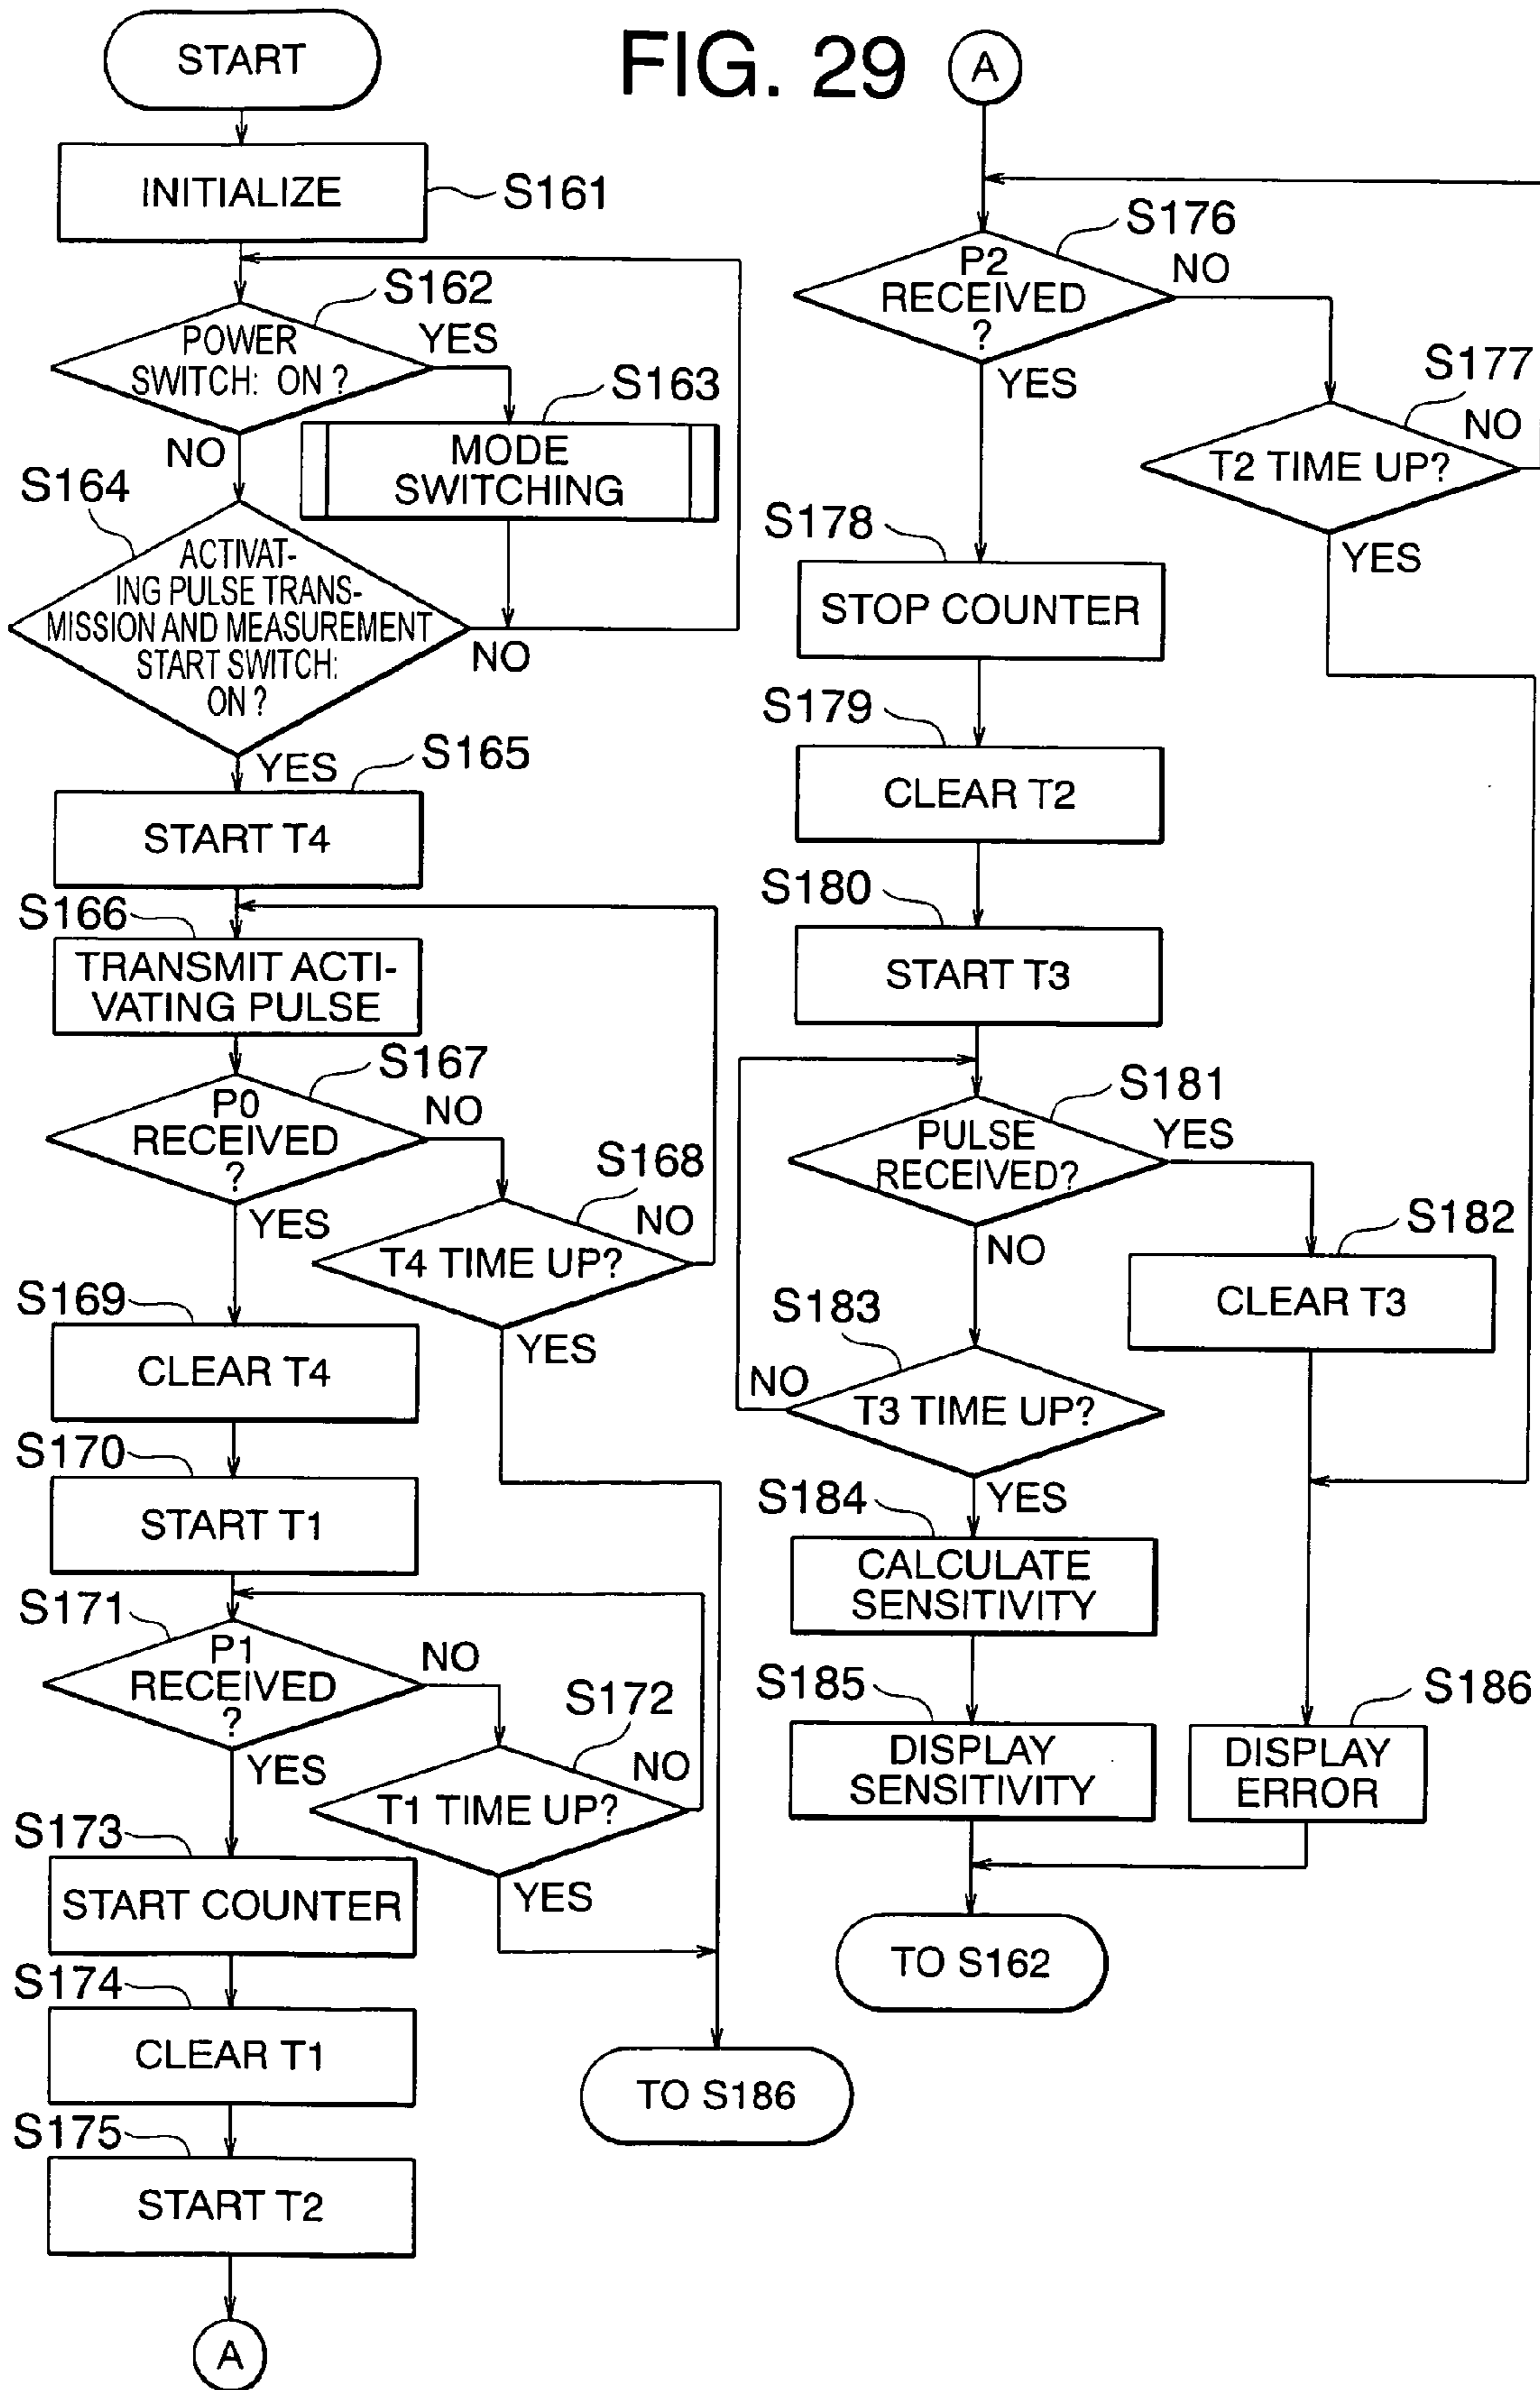 FIG. 29
START
INITIALIZE
S161
S162
POWER
SWITCH: ON ?
YES
NO
S163
MODE
SWITCHING
S164
ACTIVAT-
ING PULSE TRANS-
MISSION AND MEASUREMENT
START SWITCH:
ON ?
NO
YES
S165
START T4
S166
TRANSMIT ACTI-
VATING PULSE
S167
P0
RECEIVED
?
NO
YES
S168
T4 TIME UP?
NO
YES
S169
CLEAR T4
S170
START T1
S171
P1
RECEIVED
?
NO
YES
S172
T1 TIME UP?
NO
YES
S173
START COUNTER
S174
CLEAR T1
S175
START T2
A
TO S186
A
S176
P2
RECEIVED
?
NO
YES
S177
T2 TIME UP?
NO
YES
S178
STOP COUNTER
S179
CLEAR T2
S180
START T3
S181
PULSE
RECEIVED?
YES
NO
S182
CLEAR T3
S183
T3 TIME UP?
NO
YES
S184
CALCULATE
SENSITIVITY
S185
DISPLAY
SENSITIVITY
S186
DISPLAY
ERROR
TO S162